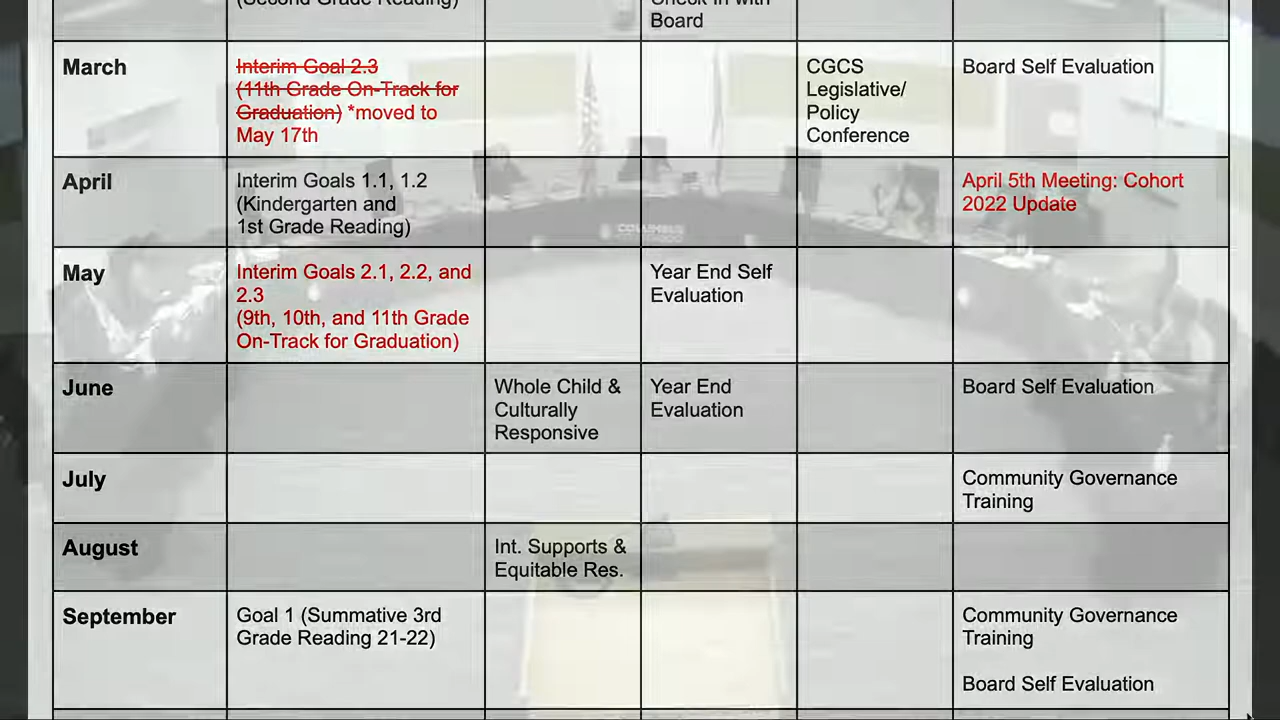 (Second Grade Reading)
Check In with
Board
March
Interim Goal 2.3
(11th Grade On-Track for
Graduation) *moved to
May 17th
CGCS
Legislative/
Policy
Conference
Board Self Evaluation
April
Interim Goals 1.1, 1.2
(Kindergarten and
1st Grade Reading)
April 5th Meeting: Cohort
2022 Update
May
Interim Goals 2.1, 2.2, and
2.3
(9th, 10th, and 11th Grade
On-Track for Graduation)
Year End Self
Evaluation
June
Whole Child &
Culturally
Responsive
Year End
Evaluation
Board Self Evaluation
July
Community Governance
Training
August
Int. Supports &
Equitable Res.
September
Goal 1 (Summative 3rd
Grade Reading 21-22)
Community Governance
Training
Board Self Evaluation
COLUMBUS